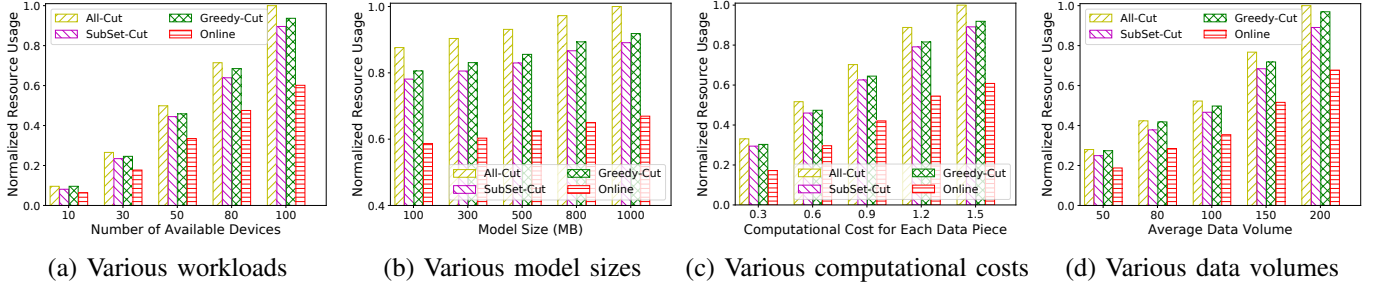 Normalized Resource Usage
1.0
0.8
0.6
0.4
0.2
0.0
All-Cut
SubSet-Cut
Greedy-Cut
Online
10 30 50 80 100
Number of Available Devices
(a) Various workloads
Normalized Resource Usage
1.0
0.8
0.6
0.4
All-Cut
SubSet-Cut
Greedy-Cut
Online
100 300 500 800 1000
Model Size (MB)
(b) Various model sizes
Normalized Resource Usage
1.0
0.8
0.6
0.4
0.2
0.0
All-Cut
SubSet-Cut
Greedy-Cut
Online
0.3 0.6 0.9 1.2 1.5
Computational Cost for Each Data Piece
(c) Various computational costs
Normalized Resource Usage
1.0
0.8
0.6
0.4
0.2
0.0
All-Cut
SubSet-Cut
Greedy-Cut
Online
50 80 100 150 200
Average Data Volume
(d) Various data volumes